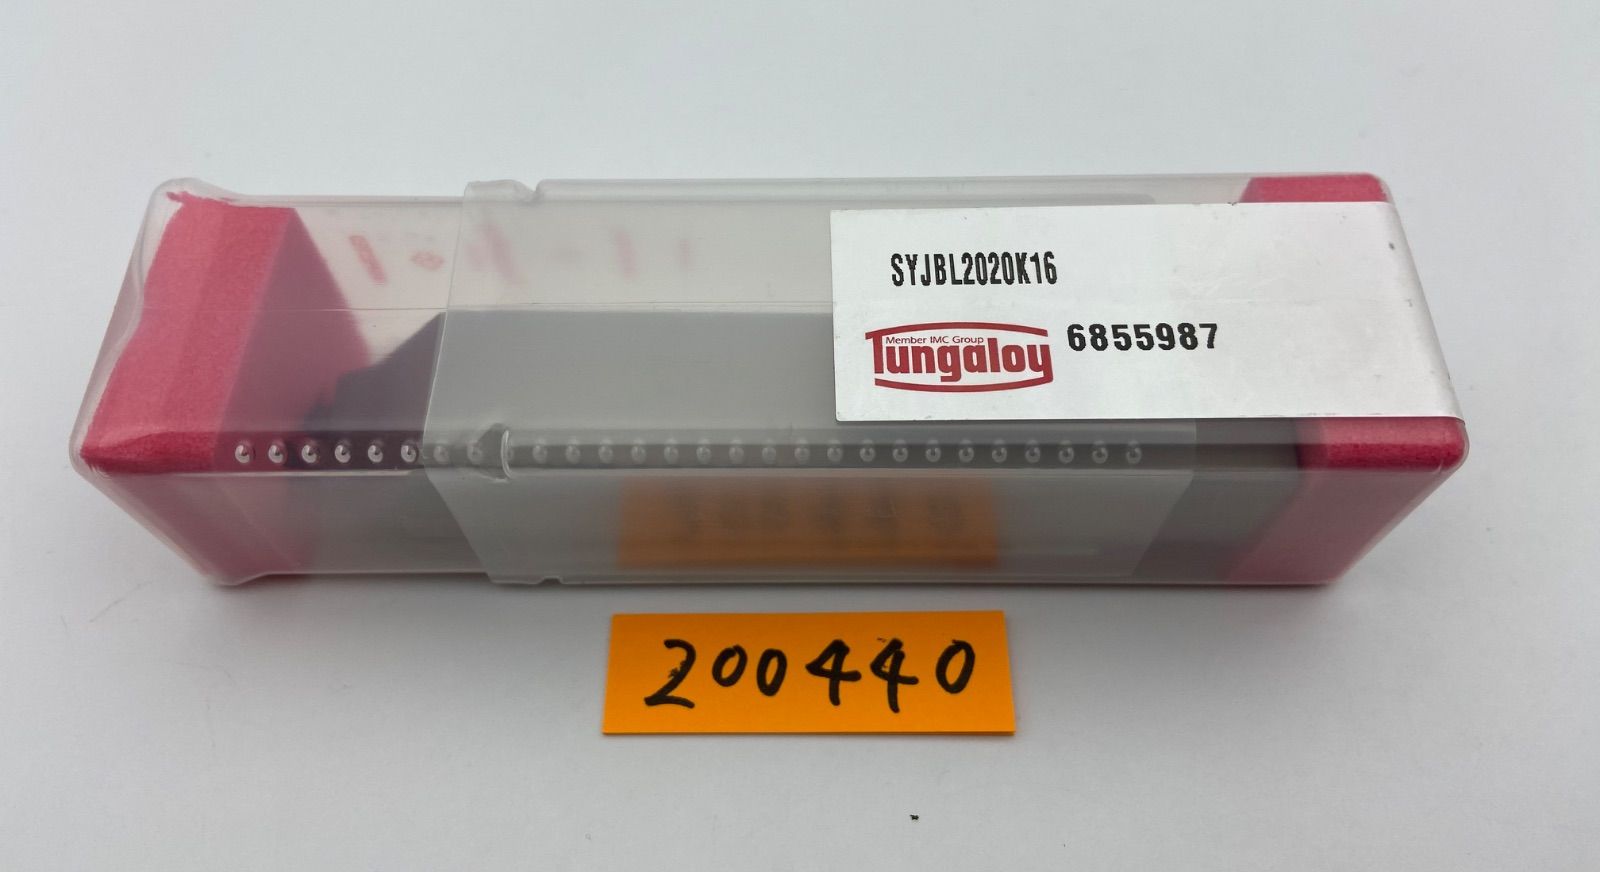 SYJBL2020K16
Member IMC Group
Tungaloy
6855987
200440